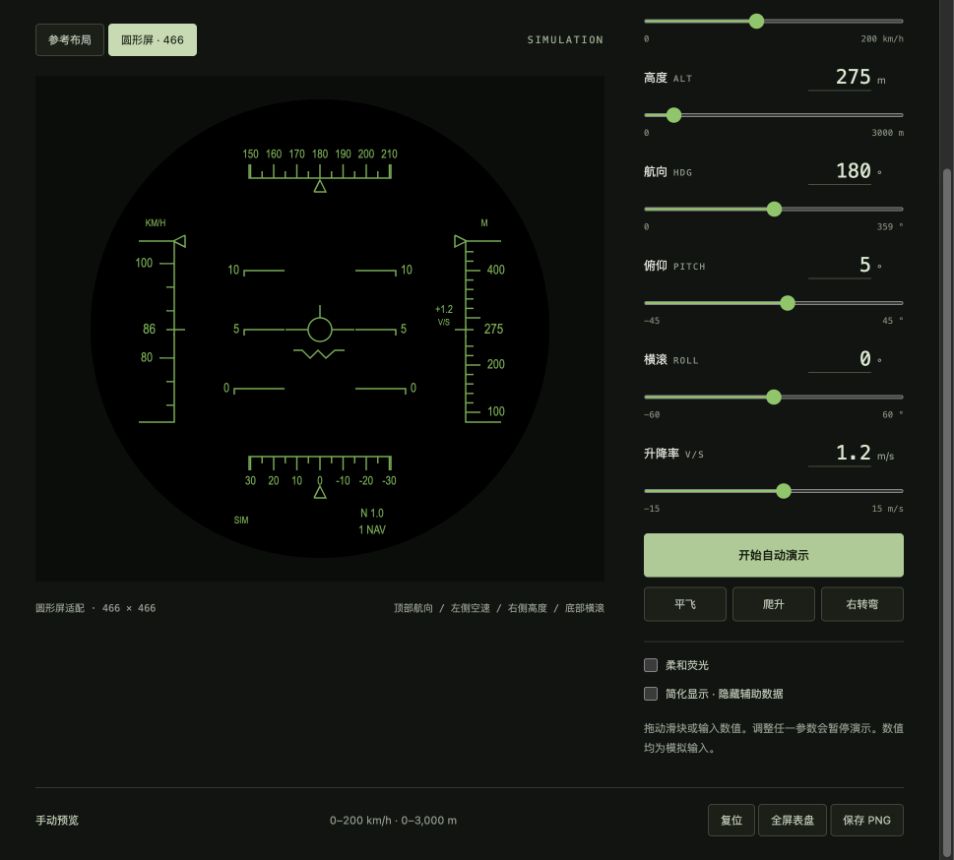 参考布局 圆形屏 · 466 SIMULATION
150 160 170 180 190 200 210
KM/H M
100 400
10 10
+1.2
V/S
86 5 5 275
80 200
0 0
100
30 20 10 0 -10 -20 -30
SIM N 1.0
1 NAV
圆形屏适配 · 466 × 466 顶部航向 / 左侧空速 / 右侧高度 / 底部横滚
0 200 km/h
高度 ALT 275 m
0 3000 m
航向 HDG 180 °
0 359 °
俯仰 PITCH 5 °
−45 45 °
横滚 ROLL 0 °
−60 60 °
升降率 V/S 1.2 m/s
−15 15 m/s
开始自动演示
平飞 爬升 右转弯
柔和荧光
简化显示 · 隐藏辅助数据
拖动滑块或输入数值。调整任一参数会暂停演示。数值
均为模拟输入。
手动预览 0–200 km/h · 0–3,000 m 复位 全屏表盘 保存 PNG